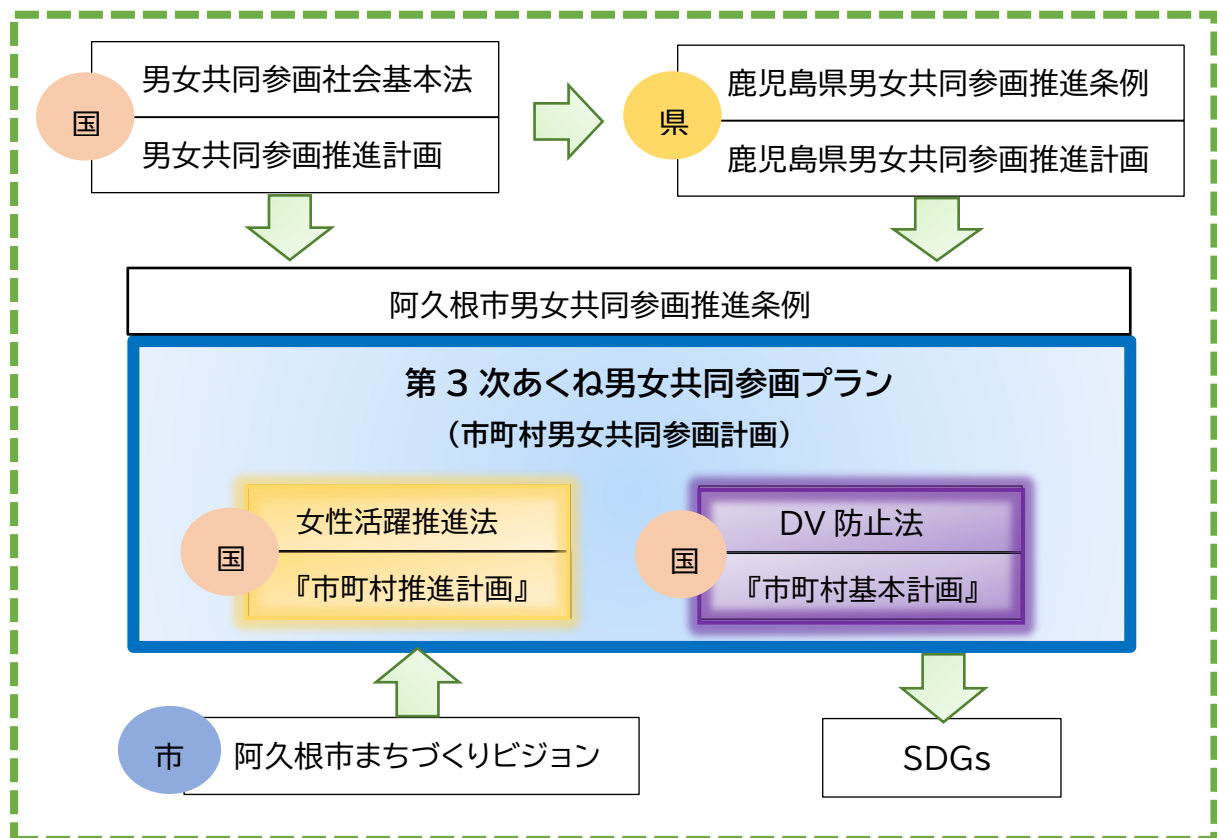 国
男女共同参画社会基本法
男女共同参画推進計画
県
鹿児島県男女共同参画推進条例
鹿児島県男女共同参画推進計画
阿久根市男女共同参画推進条例
第3次あくね男女共同参画プラン
（市町村男女共同参画計画）
国
女性活躍推進法
『市町村推進計画』
国
DV防止法
『市町村基本計画』
市
阿久根市まちづくりビジョン
SDGs